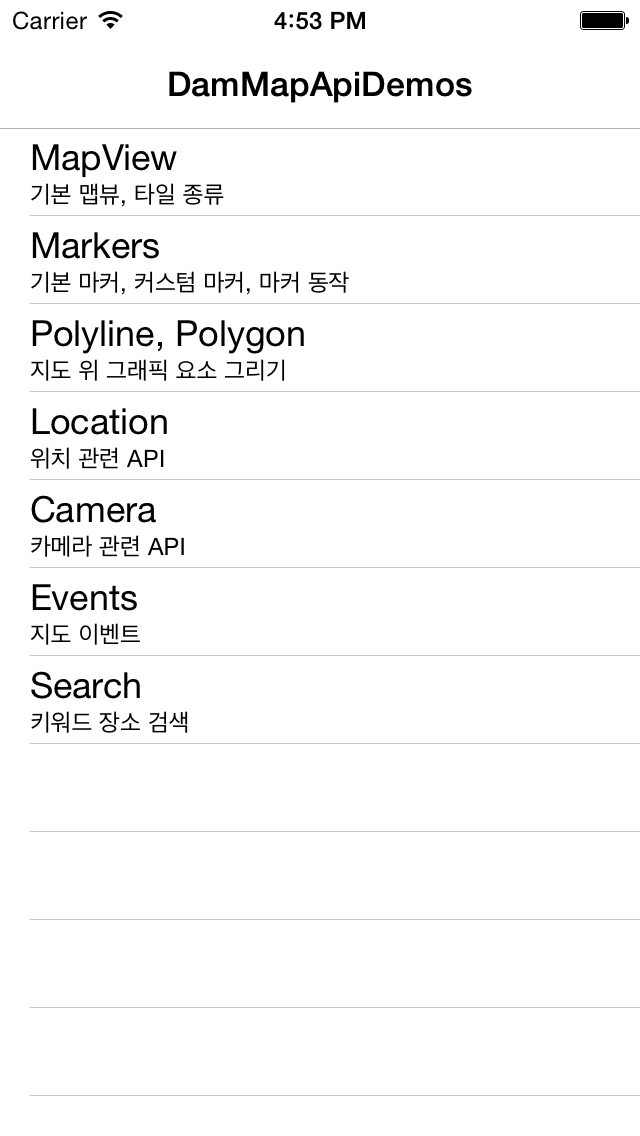 Carrier 4:53 PM
DamMapApiDemos
MapView
기본 맵뷰, 타일 종류
Markers
기본 마커, 커스텀 마커, 마커 동작
Polyline, Polygon
지도 위 그래픽 요소 그리기
Location
위치 관련 API
Camera
카메라 관련 API
Events
지도 이벤트
Search
키워드 장소 검색